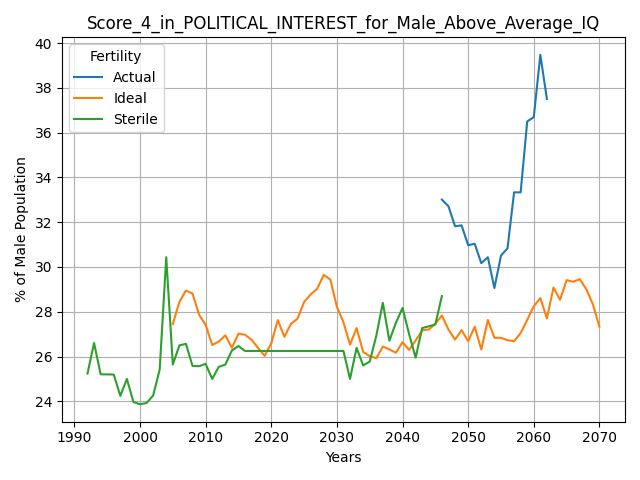 Score_4_in_POLITICAL_INTEREST_for_Male_Above_Average_IQ
Fertility
Actual
Ideal
Sterile
% of Male Population
40
38
36
34
32
30
28
26
24
1990
2000
2010
2020
2030
2040
2050
2060
2070
Years